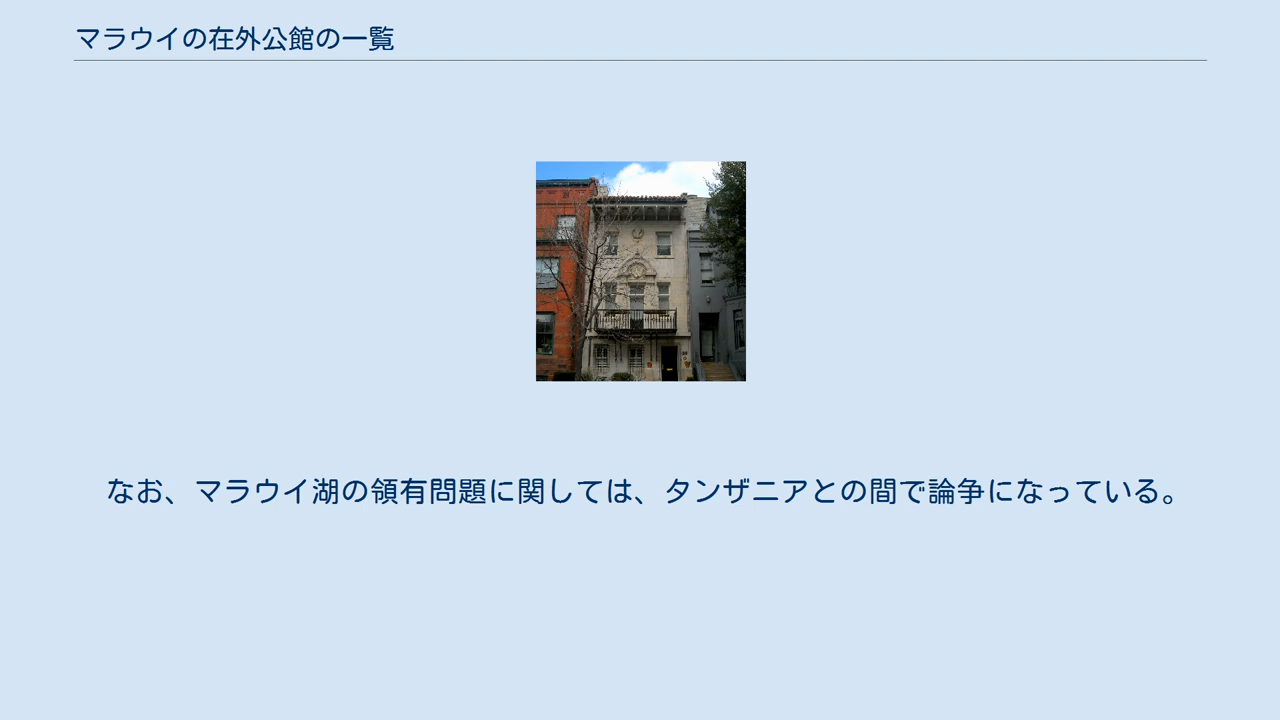 マラウイの在外公館の一覧
なお、マラウイ湖の領有問題に関しては、タンザニアとの間で論争になっている。